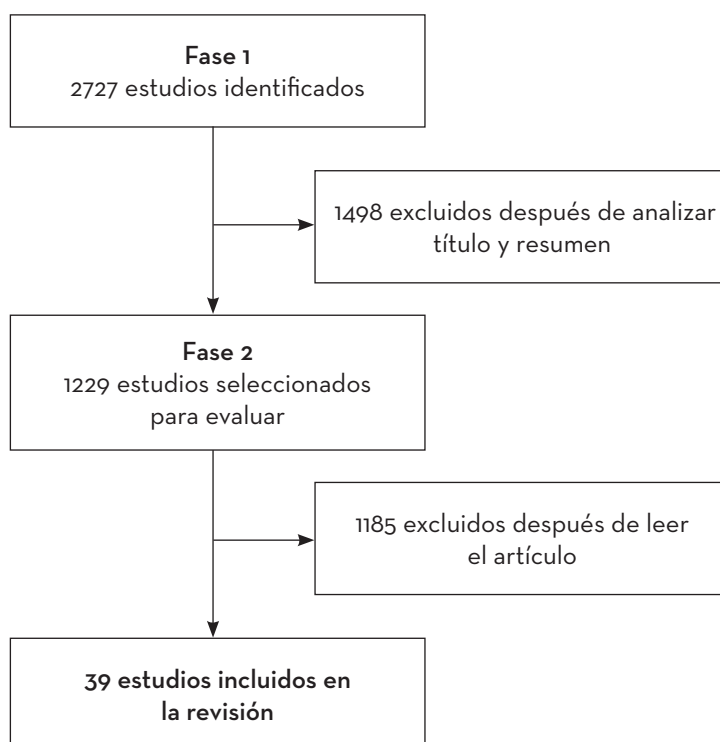 Fase 1
2727 estudios identificados
1498 excluidos después de analizar
título y resumen
Fase 2
1229 estudios seleccionados
para evaluar
1185 excluidos después de leer
el artículo
39 estudios incluidos en
la revisión